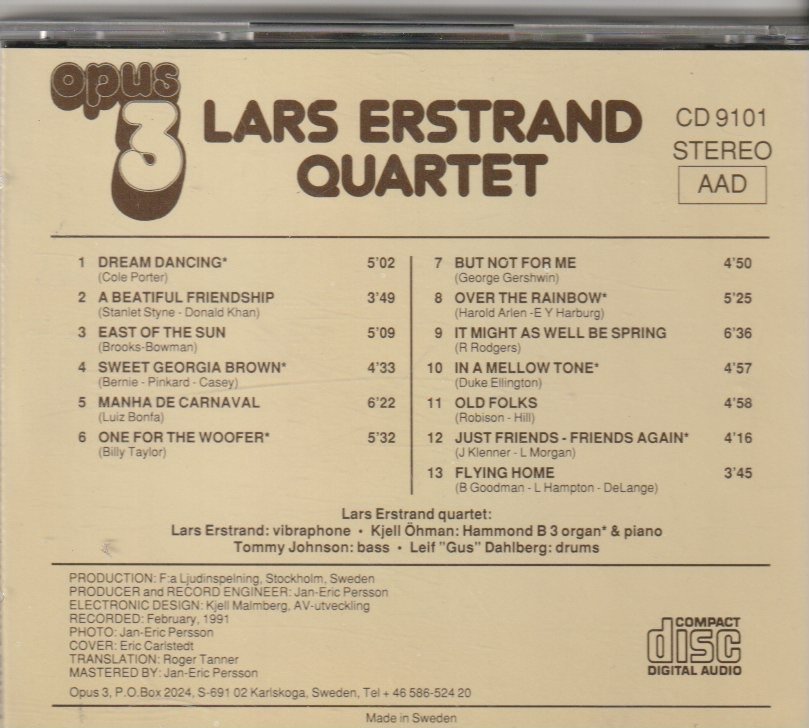 opus 3
LARS ERSTRAND
QUARTET
CD 9101
STEREO
AAD
1 DREAM DANCING* 5'02
(Cole Porter)
2 A BEATIFUL FRIENDSHIP 3'49
(Stanlet Styne - Donald Khan)
3 EAST OF THE SUN 5'09
(Brooks-Bowman)
4 SWEET GEORGIA BROWN* 4'33
(Bernie - Pinkard - Casey)
5 MANHA DE CARNAVAL 6'22
(Luiz Bonfa)
6 ONE FOR THE WOOFER* 5'32
(Billy Taylor)
7 BUT NOT FOR ME 4'50
(George Gershwin)
8 OVER THE RAINBOW* 5'25
(Harold Arlen -E Y Harburg)
9 IT MIGHT AS WELL BE SPRING 6'36
(R Rodgers)
10 IN A MELLOW TONE* 4'57
(Duke Ellington)
11 OLD FOLKS 4'58
(Robison - Hill)
12 JUST FRIENDS - FRIENDS AGAIN* 4'16
(J Klenner - L Morgan)
13 FLYING HOME 3'45
(B Goodman - L Hampton - DeLange)
Lars Erstrand quartet:
Lars Erstrand: vibraphone • Kjell Öhman: Hammond B 3 organ* & piano
Tommy Johnson: bass • Leif "Gus" Dahlberg: drums
PRODUCTION: F:a Ljudinspelning, Stockholm, Sweden
PRODUCER and RECORD ENGINEER: Jan-Eric Persson
ELECTRONIC DESIGN: Kjell Malmberg, AV-utveckling
RECORDED: February, 1991
PHOTO: Jan-Eric Persson
COVER: Eric Carlstedt
TRANSLATION: Roger Tanner
MASTERED BY: Jan-Eric Persson
Opus 3, P.O.Box 2024, S-691 02 Karlskoga, Sweden, Tel + 46 586-524 20
COMPACT
disc
DIGITAL AUDIO
Made in Sweden